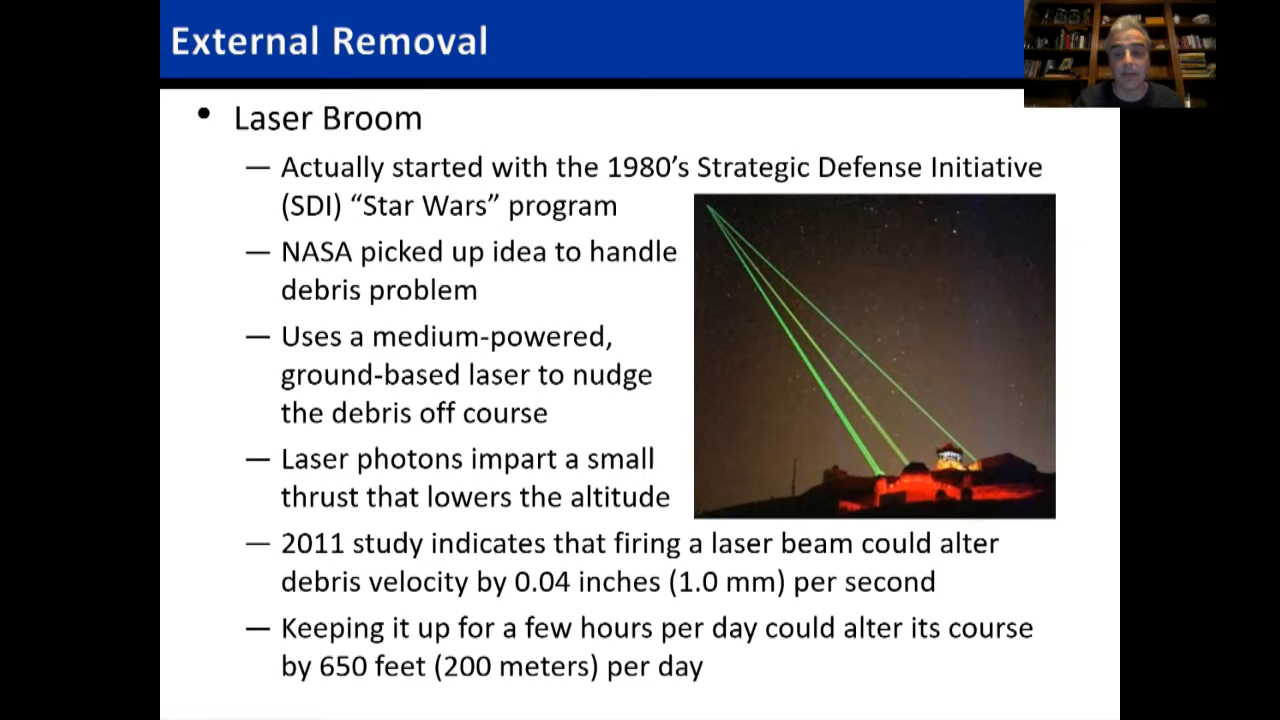 External Removal
• Laser Broom
— Actually started with the 1980’s Strategic Defense Initiative
(SDI) “Star Wars” program
— NASA picked up idea to handle
debris problem
— Uses a medium-powered,
ground-based laser to nudge
the debris off course
— Laser photons impart a small
thrust that lowers the altitude
— 2011 study indicates that firing a laser beam could alter
debris velocity by 0.04 inches (1.0 mm) per second
— Keeping it up for a few hours per day could alter its course
by 650 feet (200 meters) per day